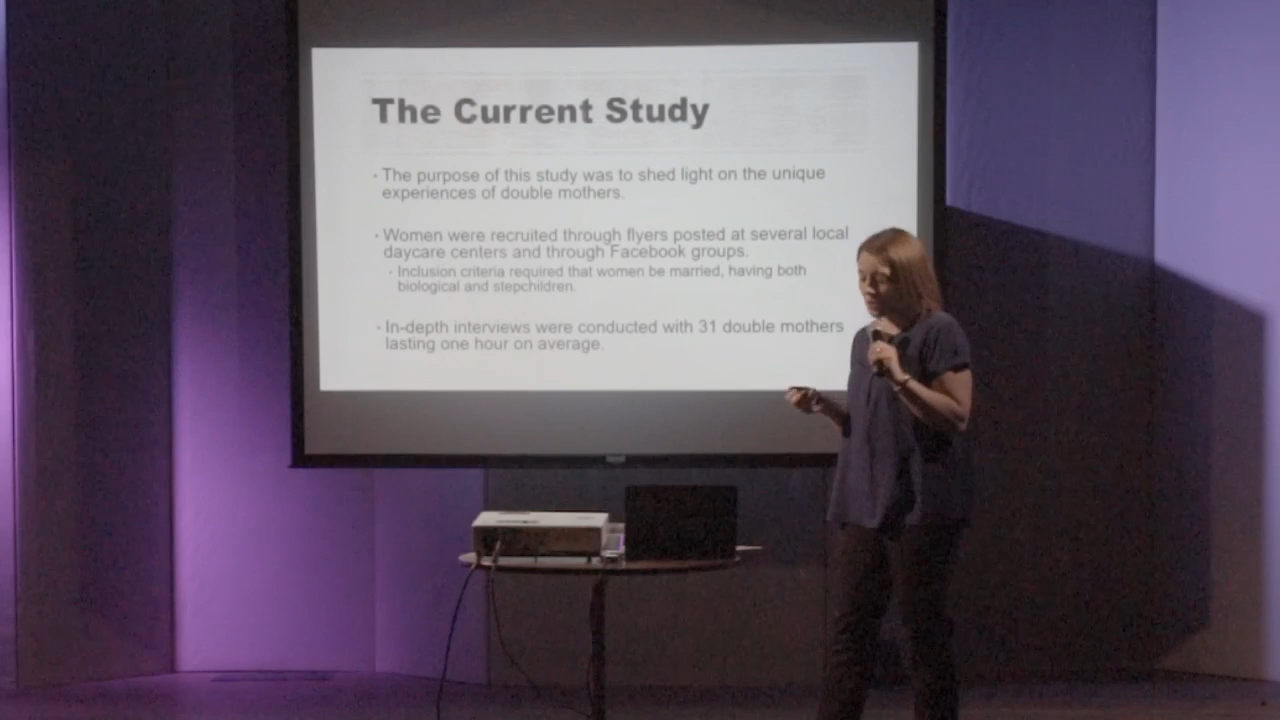 The Current Study
· The purpose of this study was to shed light on the unique
experiences of double mothers.
· Women were recruited through flyers posted at several local
daycare centers and through Facebook groups.
· Inclusion criteria required that women be married, having both
biological and stepchildren.
· In-depth interviews were conducted with 31 double mothers
lasting one hour on average.